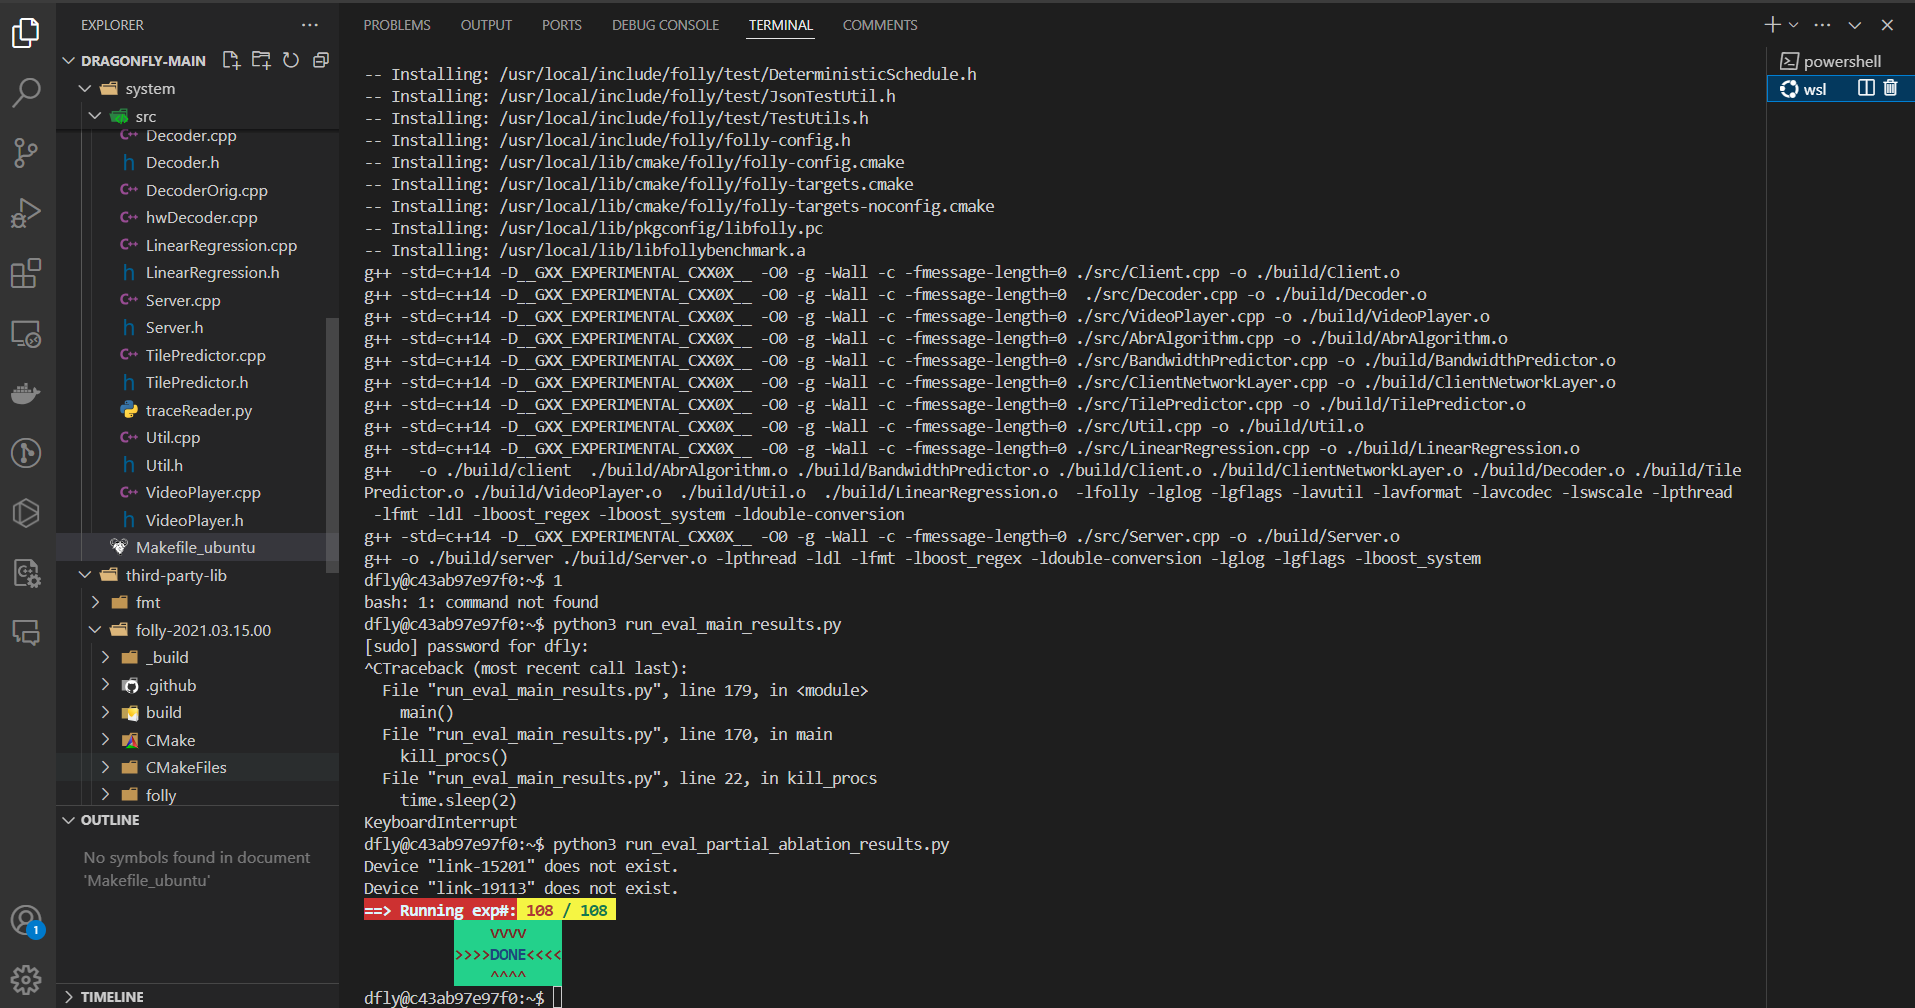 EXPLORER
DRAGONFLY-MAIN
system
src
Decoder.cpp
Decoder.h
DecoderOrig.cpp
hwDecoder.cpp
LinearRegression.cpp
LinearRegression.h
Server.cpp
Server.h
TilePredictor.cpp
TilePredictor.h
traceReader.py
Util.cpp
Util.h
VideoPlayer.cpp
VideoPlayer.h
Makefile_ubuntu
third-party-lib
fmt
folly-2021.03.15.00
_build
.github
build
CMake
CMakeFiles
folly
OUTLINE
No symbols found in document
'Makefile_ubuntu'
TIMELINE
1
PROBLEMS OUTPUT PORTS DEBUG CONSOLE TERMINAL COMMENTS
-- Installing: /usr/local/include/folly/test/DeterministicSchedule.h
-- Installing: /usr/local/include/folly/test/JsonTestUtil.h
-- Installing: /usr/local/include/folly/test/TestUtils.h
-- Installing: /usr/local/include/folly/folly-config.h
-- Installing: /usr/local/lib/cmake/folly/folly-config.cmake
-- Installing: /usr/local/lib/cmake/folly/folly-targets.cmake
-- Installing: /usr/local/lib/cmake/folly/folly-targets-noconfig.cmake
-- Installing: /usr/local/lib/pkgconfig/libfolly.pc
-- Installing: /usr/local/lib/libfollybenchmark.a
g++ -std=c++14 -D__GXX_EXPERIMENTAL_CXX0X__ -O0 -g -Wall -c -fmessage-length=0 ./src/Client.cpp -o ./build/Client.o
g++ -std=c++14 -D__GXX_EXPERIMENTAL_CXX0X__ -O0 -g -Wall -c -fmessage-length=0  ./src/Decoder.cpp -o ./build/Decoder.o
g++ -std=c++14 -D__GXX_EXPERIMENTAL_CXX0X__ -O0 -g -Wall -c -fmessage-length=0 ./src/VideoPlayer.cpp -o ./build/VideoPlayer.o
g++ -std=c++14 -D__GXX_EXPERIMENTAL_CXX0X__ -O0 -g -Wall -c -fmessage-length=0 ./src/AbrAlgorithm.cpp -o ./build/AbrAlgorithm.o
g++ -std=c++14 -D__GXX_EXPERIMENTAL_CXX0X__ -O0 -g -Wall -c -fmessage-length=0 ./src/BandwidthPredictor.cpp -o ./build/BandwidthPredictor.o
g++ -std=c++14 -D__GXX_EXPERIMENTAL_CXX0X__ -O0 -g -Wall -c -fmessage-length=0 ./src/ClientNetworkLayer.cpp -o ./build/ClientNetworkLayer.o
g++ -std=c++14 -D__GXX_EXPERIMENTAL_CXX0X__ -O0 -g -Wall -c -fmessage-length=0 ./src/TilePredictor.cpp -o ./build/TilePredictor.o
g++ -std=c++14 -D__GXX_EXPERIMENTAL_CXX0X__ -O0 -g -Wall -c -fmessage-length=0 ./src/Util.cpp -o ./build/Util.o
g++ -std=c++14 -D__GXX_EXPERIMENTAL_CXX0X__ -O0 -g -Wall -c -fmessage-length=0 ./src/LinearRegression.cpp -o ./build/LinearRegression.o
g++   -o ./build/client  ./build/AbrAlgorithm.o ./build/BandwidthPredictor.o ./build/Client.o ./build/ClientNetworkLayer.o ./build/Decoder.o ./build/Tile
Predictor.o ./build/VideoPlayer.o  ./build/Util.o  ./build/LinearRegression.o  -lfolly -lglog -lgflags -lavutil -lavformat -lavcodec -lswscale -lpthread
 -lfmt -ldl -lboost_regex -lboost_system -ldouble-conversion
g++ -std=c++14 -D__GXX_EXPERIMENTAL_CXX0X__ -O0 -g -Wall -c -fmessage-length=0 ./src/Server.cpp -o ./build/Server.o
g++ -o ./build/server ./build/Server.o -lpthread -ldl -lfmt -lboost_regex -ldouble-conversion -lglog -lgflags -lboost_system
dfly@c43ab97e97f0:~$ 1
bash: 1: command not found
dfly@c43ab97e97f0:~$ python3 run_eval_main_results.py
[sudo] password for dfly:
^CTraceback (most recent call last):
  File "run_eval_main_results.py", line 179, in <module>
    main()
  File "run_eval_main_results.py", line 170, in main
    kill_procs()
  File "run_eval_main_results.py", line 22, in kill_procs
    time.sleep(2)
KeyboardInterrupt
dfly@c43ab97e97f0:~$ python3 run_eval_partial_ablation_results.py
Device "link-15201" does not exist.
Device "link-19113" does not exist.
==> Running exp#: 108 / 108
vvvv
>>>>DONE<<<<
^^^^
dfly@c43ab97e97f0:~$
powershell
wsl